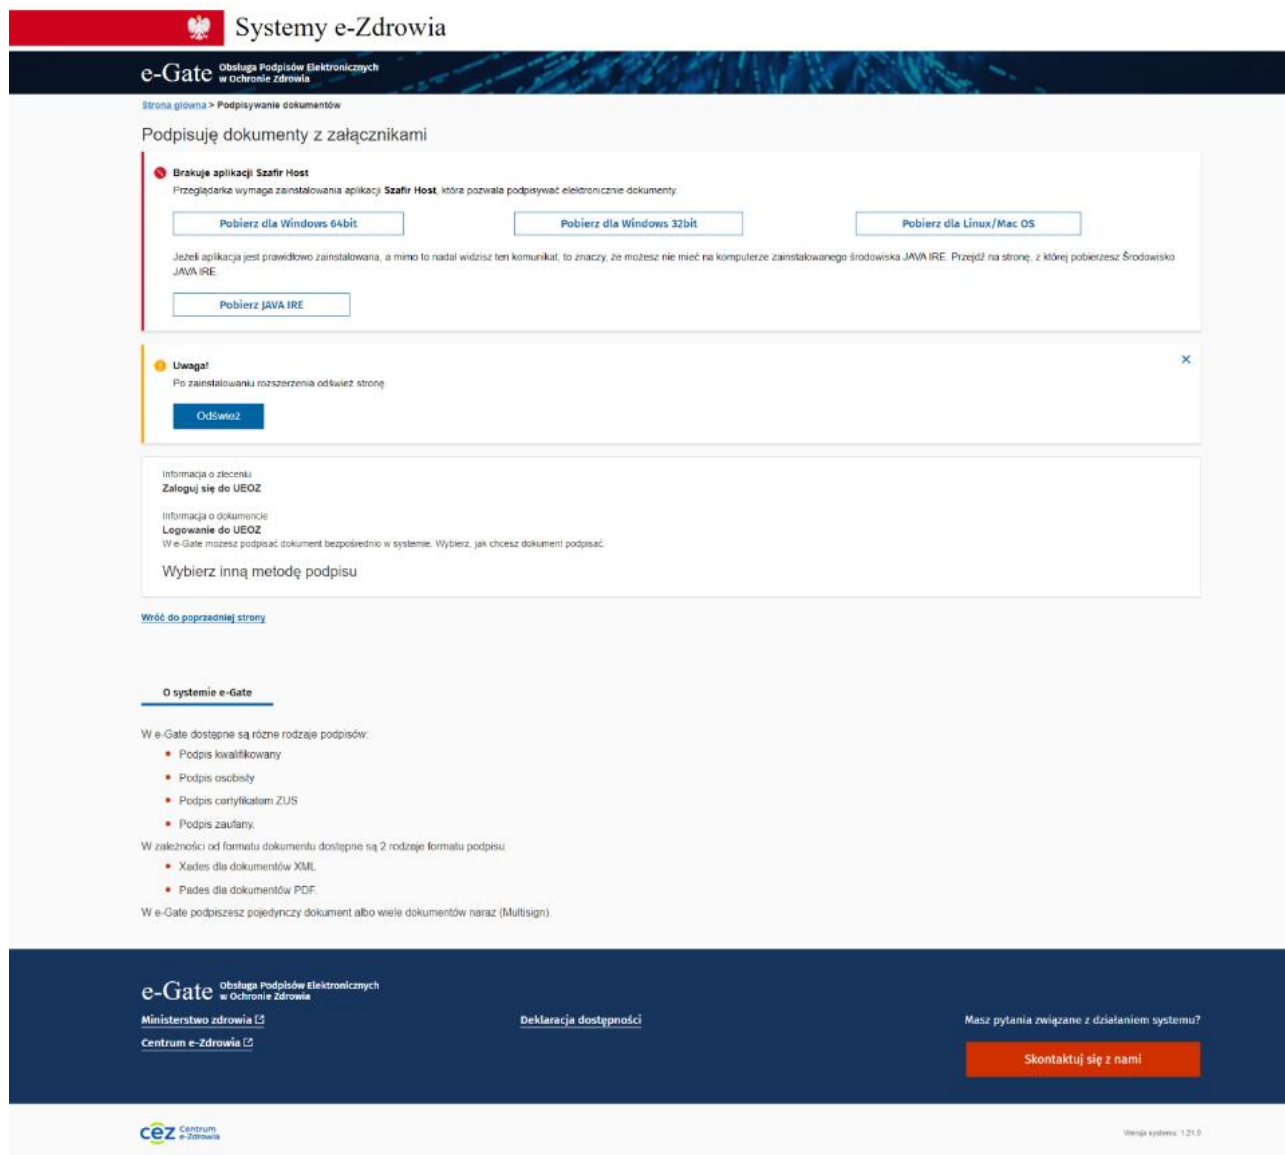 Systemy e-Zdrowia
e-Gate Obsługa Podpisów Elektronicznych
w Ochronie Zdrowia
Strona główna > Podpisywanie dokumentów
Podpisuję dokumenty z załącznikami
Brakuje aplikacji Szafir Host
Przeglądarka wymaga zainstalowania aplikacji Szafir Host, która pozwala podpisywać elektronicznie dokumenty.
Pobierz dla Windows 64bit
Pobierz dla Windows 32bit
Pobierz dla Linux/Mac OS
Jeżeli aplikacja jest prawidłowo zainstalowana, a mimo to nadal widzisz ten komunikat, to znaczy, że możesz nie mieć na komputerze zainstalowanego środowiska JAVA IRE. Przejdź na stronę, z której pobierzesz Środowisko
JAVA IRE.
Pobierz JAVA IRE
Uwaga!
Po zainstalowaniu rozszerzenia odśwież stronę.
Odśwież
Informacja o zleceniu
Zaloguj się do UEOZ
Informacja o dokumencie
Logowanie do UEOZ
W e-Gate możesz podpisać dokument bezpośrednio w systemie. Wybierz, jak chcesz dokument podpisać.
Wybierz inną metodę podpisu
Wróć do poprzedniej strony
O systemie e-Gate
W e-Gate dostępne są różne rodzaje podpisów:
Podpis kwalifikowany
Podpis osobisty
Podpis certyfikatem ZUS
Podpis zaufany.
W zależności od formatu dokumentu dostępne są 2 rodzaje formatu podpisu:
Xades dla dokumentów XML
Pades dla dokumentów PDF.
W e-Gate podpiszesz pojedynczy dokument albo wiele dokumentów naraz (Multisign).
e-Gate Obsługa Podpisów Elektronicznych
w Ochronie Zdrowia
Ministerstwo zdrowia
Deklaracja dostępności
Masz pytania związane z działaniem systemu?
Centrum e-Zdrowia
Skontaktuj się z nami
cez Centrum
e-Zdrowia
Wersja systemu: 1.21.0